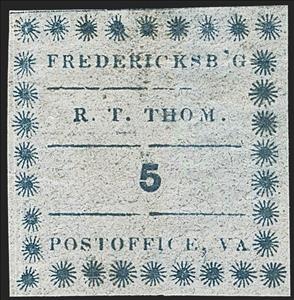 FREDERICKSB'G
R. T. THOM.
5
POSTOFFICE, VA